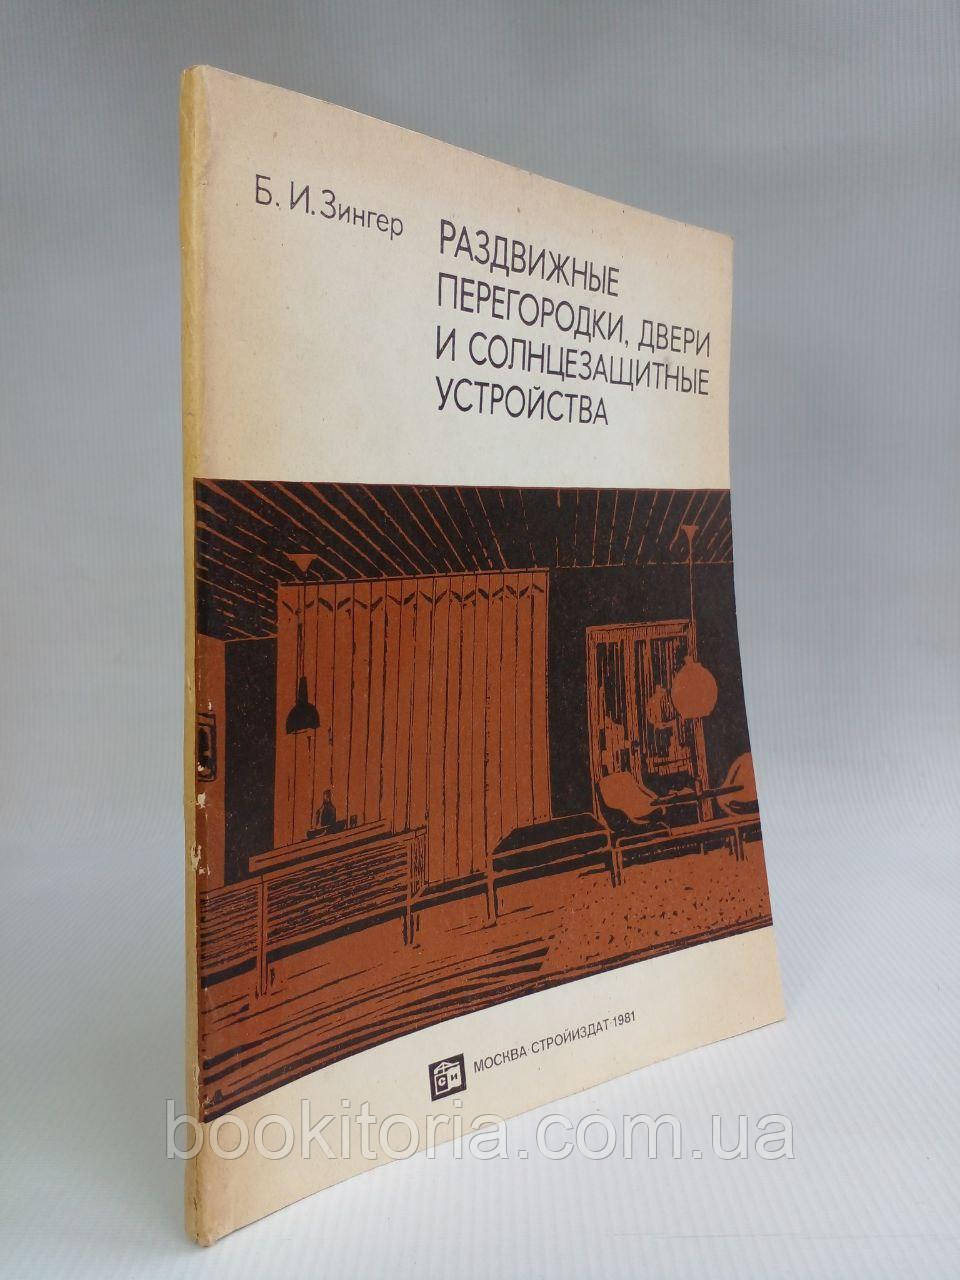 Б. И. Зингер
РАЗДВИЖНЫЕ
ПЕРЕГОРОДКИ, ДВЕРИ
И СОЛНЦЕЗАЩИТНЫЕ
УСТРОЙСТВА
СИ
МОСКВА·СТРОЙИЗДАТ·1981
bookitoria.com.ua